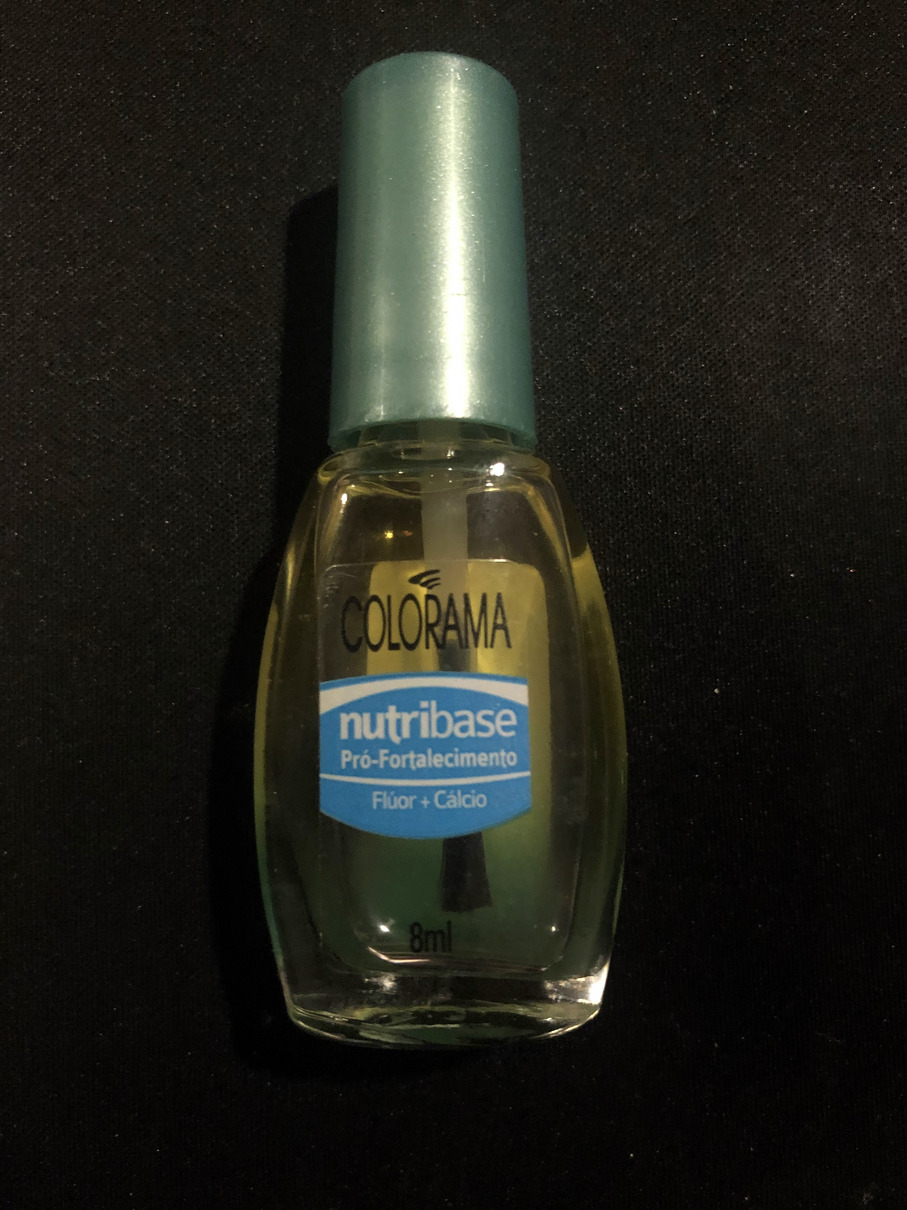 COLORAMA
nutribase
Pró-Fortalecimento
Flúor + Cálcio
8ml